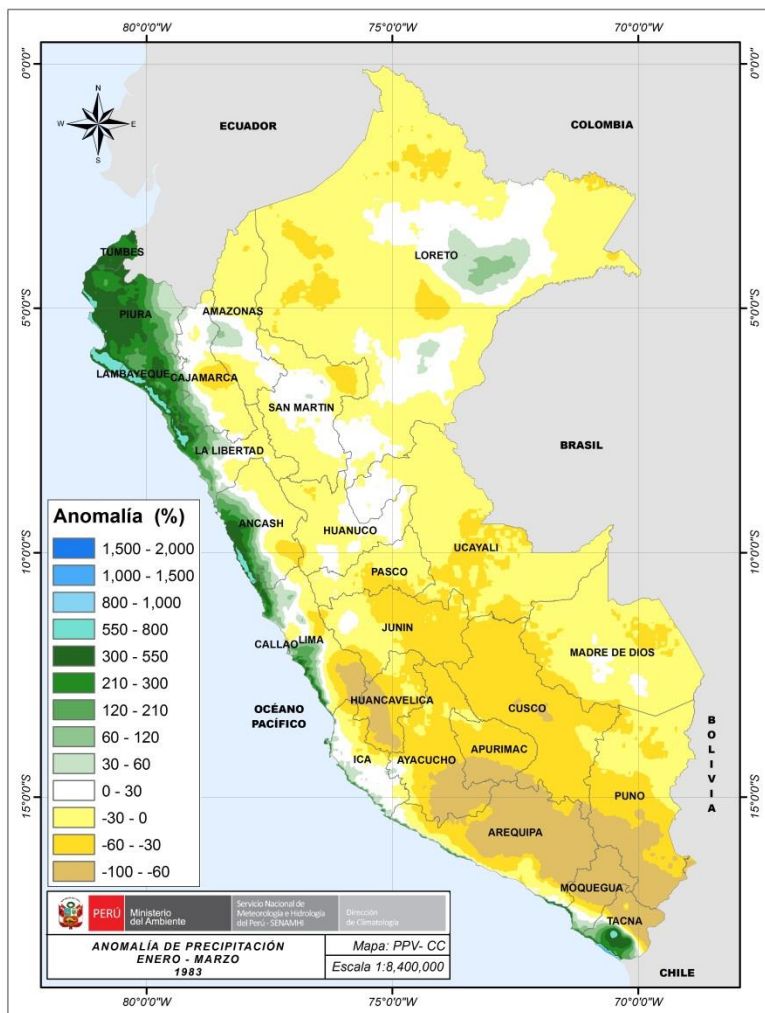 80°0'0"W 75°0'0"W 70°0'0"W
0°0'0" 0°0'0"
N
W E
S
ECUADOR
COLOMBIA
TUMBES
LORETO
5°0'0"S 5°0'0"S
PIURA
AMAZONAS
LAMBAYEQUE
CAJAMARCA
SAN MARTIN
BRASIL
LA LIBERTAD
Anomalía (%)
1,500 - 2,000
1,000 - 1,500
800 - 1,000
550 - 800
300 - 550
210 - 300
120 - 210
60 - 120
30 - 60
0 - 30
-30 - 0
-60 - -30
-100 - -60
ANCASH
HUANUCO
UCAYALI
10°0'0"S 10°0'0"S
PASCO
JUNIN
CALLAO
LIMA
MADRE DE DIOS
HUANCAVELICA
OCÉANO
PACÍFICO
CUSCO
BOLIVIA
APURIMAC
ICA
AYACUCHO
PUNO
15°0'0"S 15°0'0"S
AREQUIPA
MOQUEGUA
TACNA
CHILE
PERÚ
Ministerio
del Ambiente
Servicio Nacional de
Meteorología e Hidrología
del Perú - SENAMHI
Dirección
de Climatología
ANOMALÍA DE PRECIPITACIÓN
ENERO - MARZO
1983
Mapa: PPV- CC
Escala 1:8,400,000
80°0'0"W 75°0'0"W 70°0'0"W